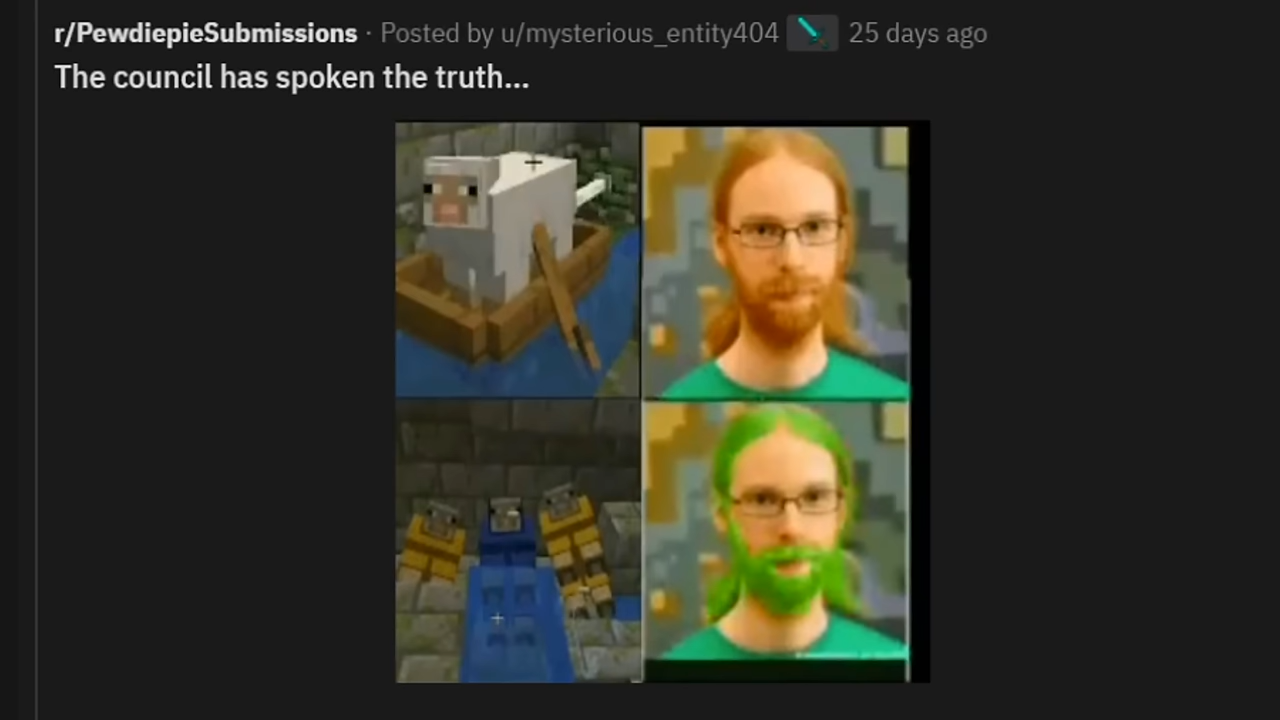 r/PewdiepieSubmissions · Posted by u/mysterious_entity404 25 days ago
The council has spoken the truth...